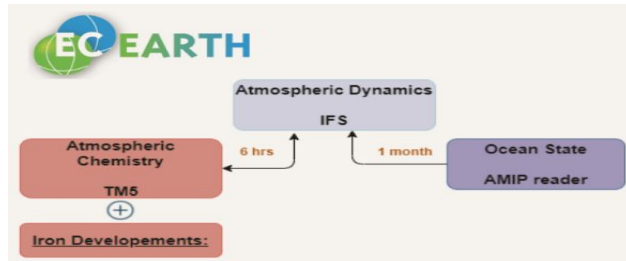 EC EARTH
Atmospheric Dynamics
IFS
Atmospheric
Chemistry
TM5
6 hrs
1 month
Ocean State
AMIP reader
Iron Developements: